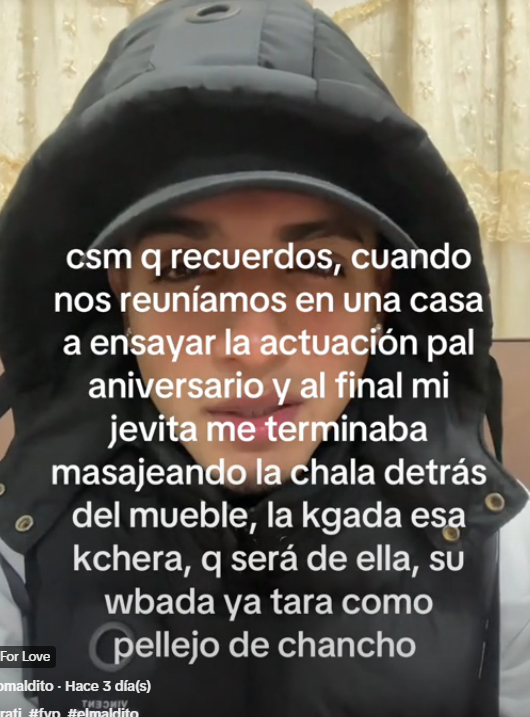 csm q recuerdos, cuando
nos reuníamos en una casa
a ensayar la actuación pal
aniversario y al final mi
jevita me terminaba
masajeando la chala detrás
del mueble, la kgada esa
kchera, q será de ella, su
wbada ya tara como
pellejo de chancho
For Love
omaldito · Hace 3 día(s)
#fyp #elmaldito